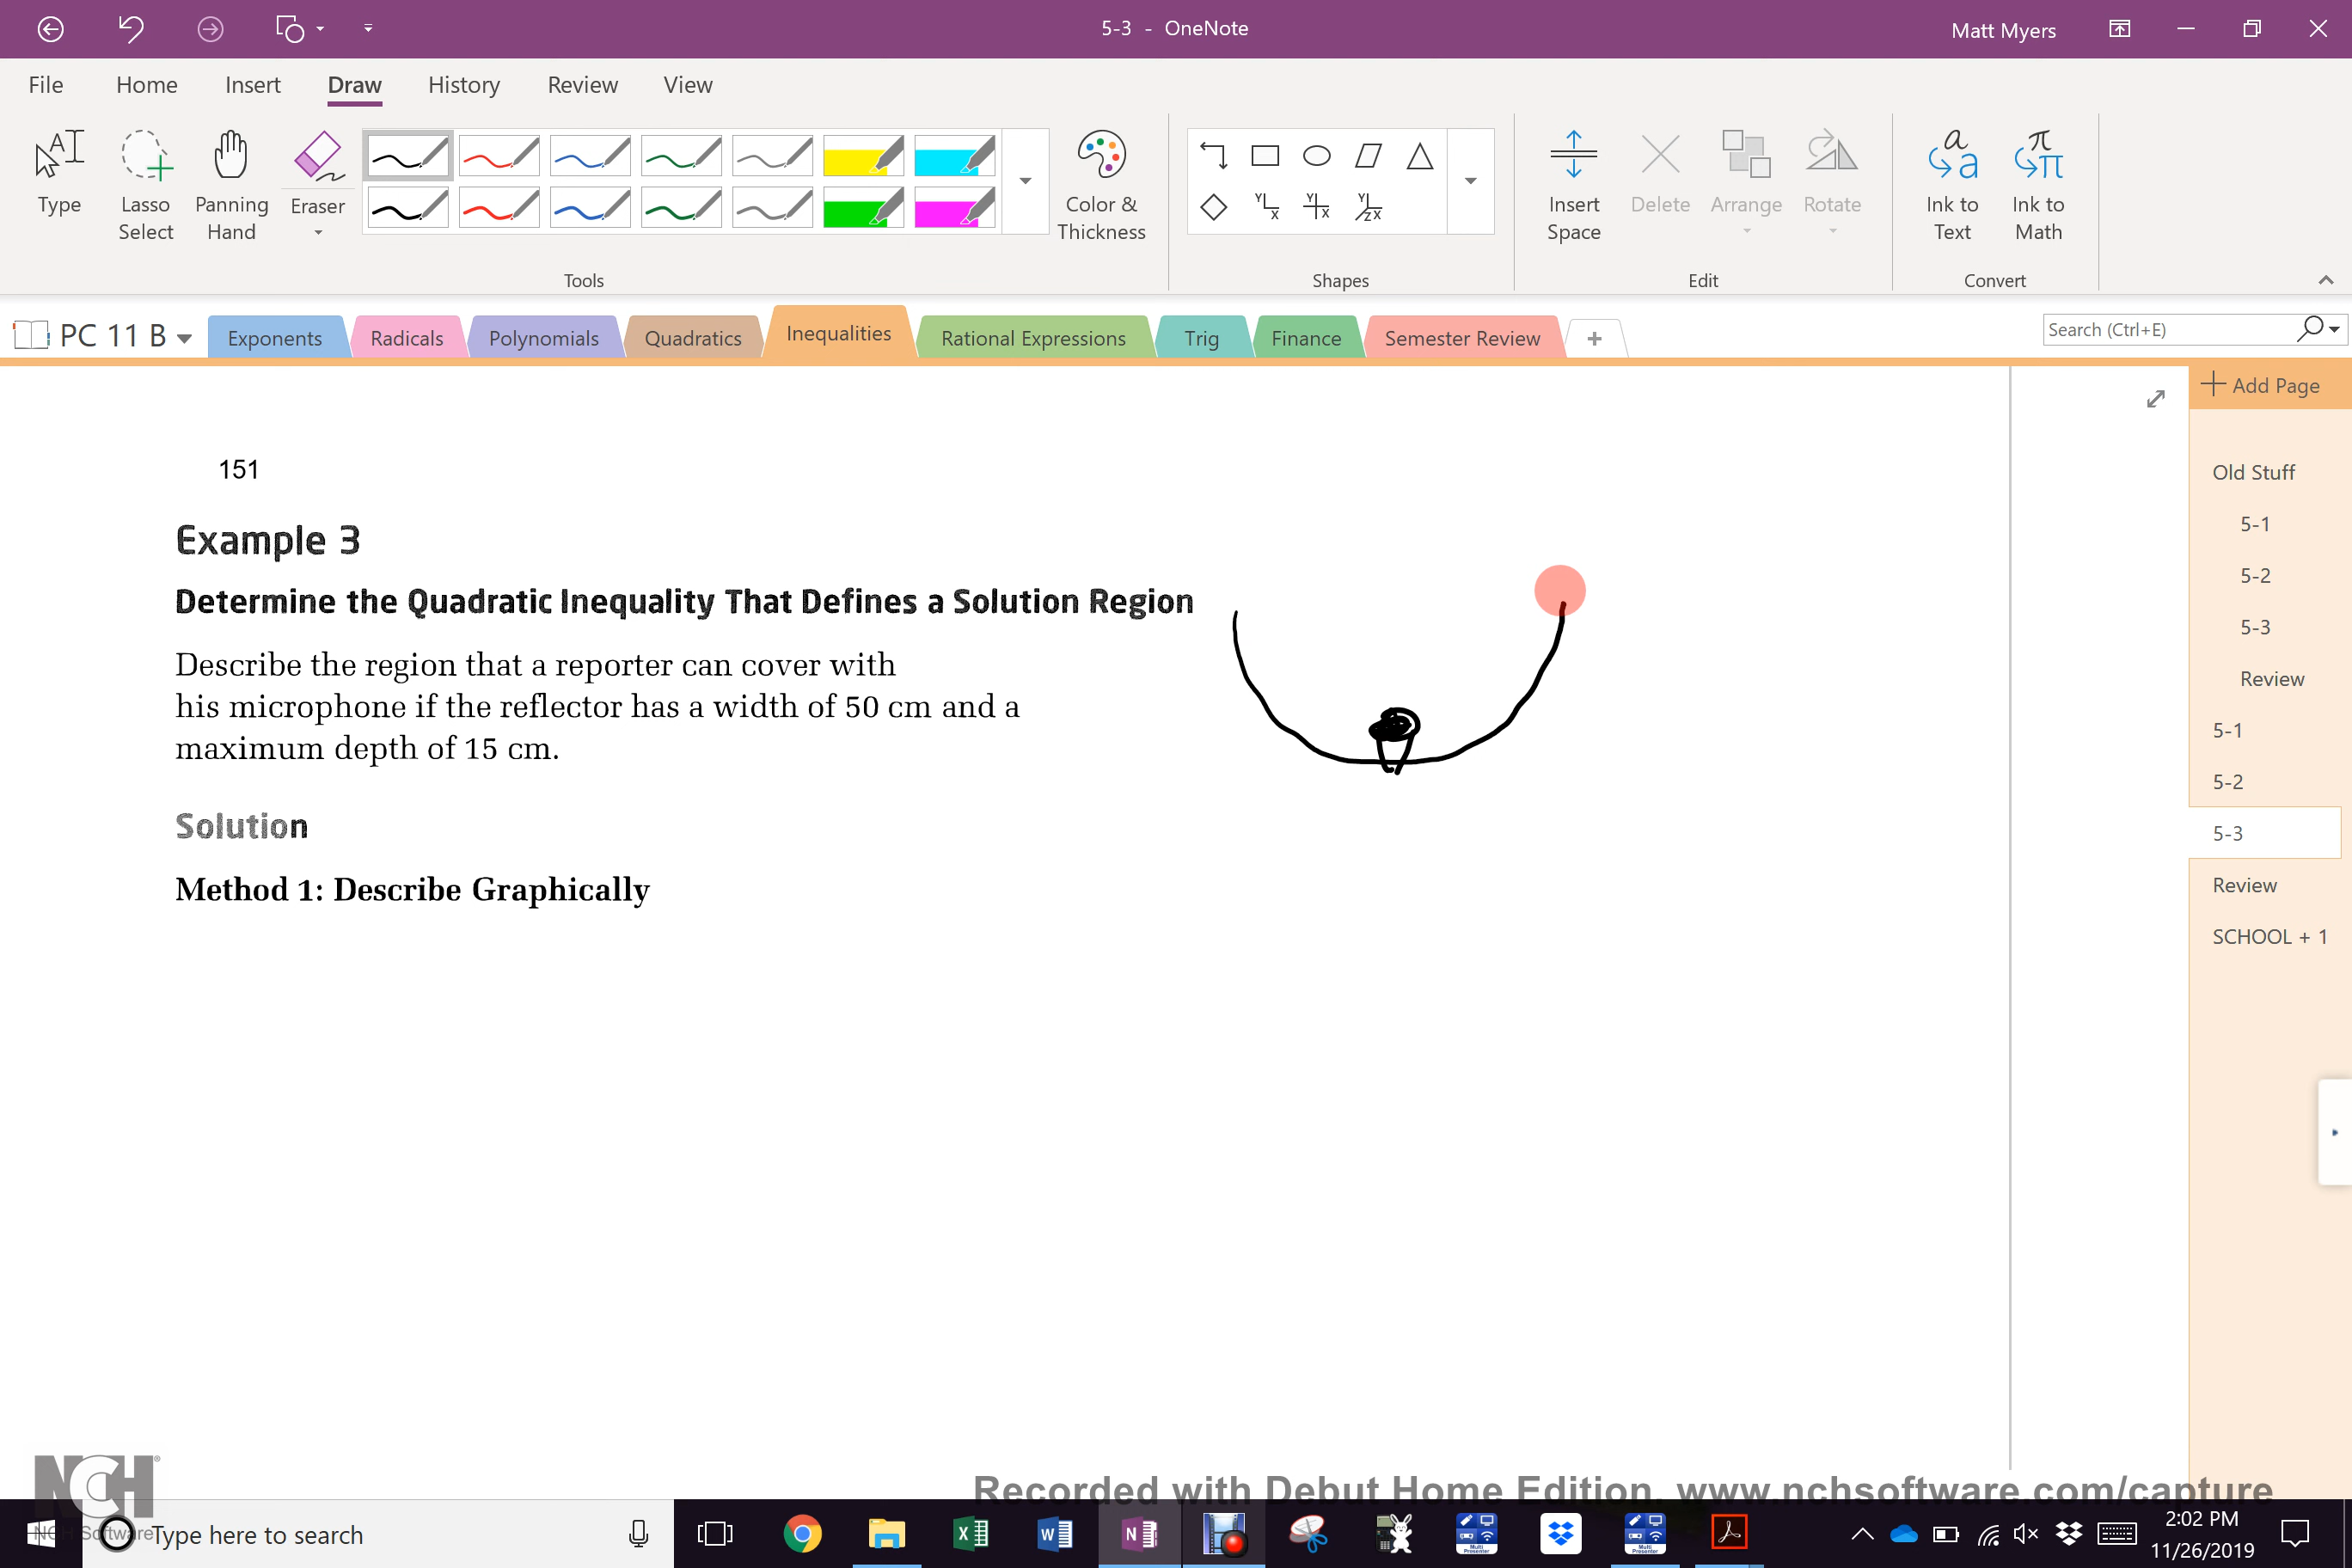 5-3 - OneNote
Matt Myers
File Home Insert Draw History Review View
Type
Lasso Select
Panning Hand
Eraser
Color & Thickness
Insert Space
Delete
Arrange
Rotate
Ink to Text
Ink to Math
Tools
Shapes
Edit
Convert
PC 11 B
Exponents
Radicals
Polynomials
Quadratics
Inequalities
Rational Expressions
Trig
Finance
Semester Review
Search (Ctrl+E)
Add Page
Old Stuff
5-1
5-2
5-3
Review
5-1
5-2
5-3
Review
SCHOOL + 1
151
Example 3
Determine the Quadratic Inequality That Defines a Solution Region
Describe the region that a reporter can cover with
his microphone if the reflector has a width of 50 cm and a
maximum depth of 15 cm.
Solution
Method 1: Describe Graphically
NCH
NCH Software
Recorded with Debut Home Edition. www.nchsoftware.com/capture
Type here to search
2:02 PM
11/26/2019